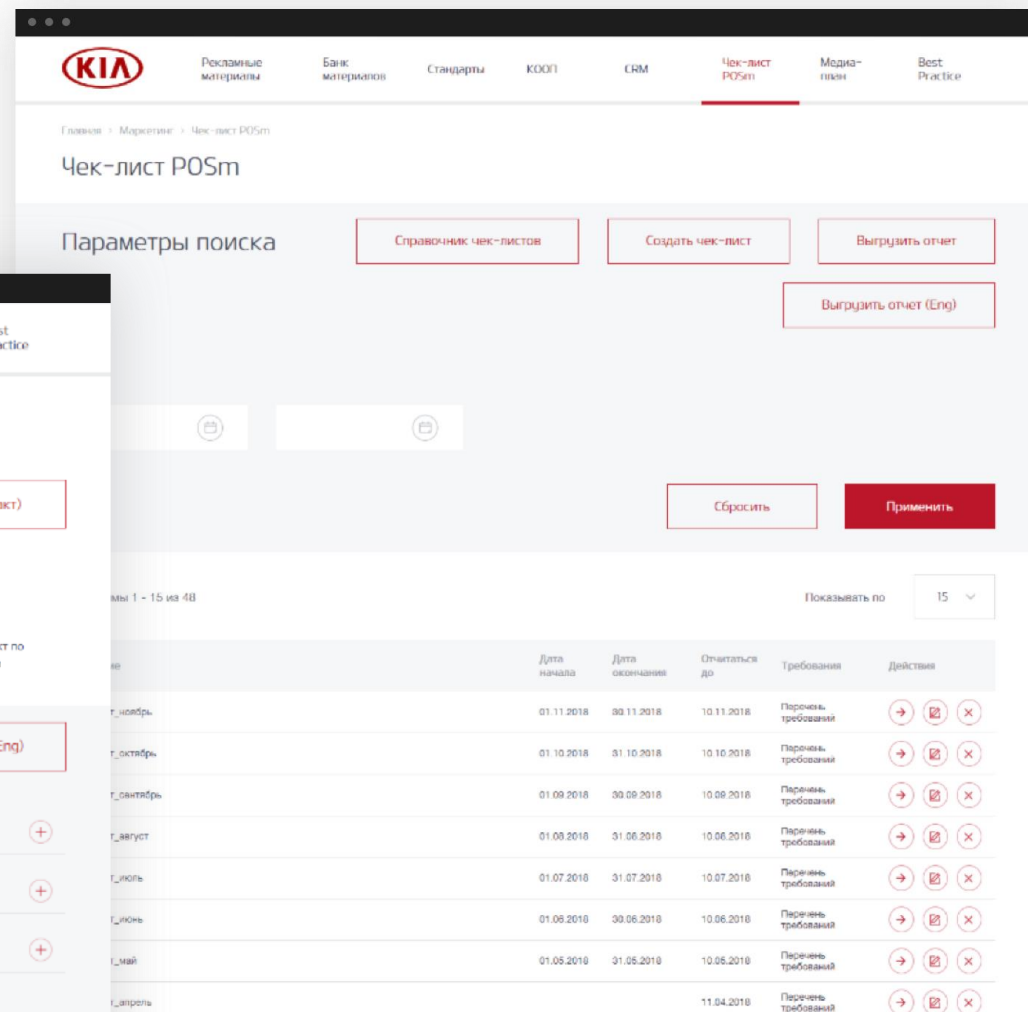 KIA
Рекламные
материалы
Банк
материалов
Стандарты
КООП
CRM
Чек-лист
POSm
Медиа-
план
Best
Practice
Главная > Маркетинг > Чек-лист POSm
Чек-лист POSm
Параметры поиска
Справочник чек-листов
Создать чек-лист
Выгрузить отчет
Выгрузить отчет (Eng)
Сбросить
Применить
1 - 15 из 48
Показывать по
15
Дата
начала
Дата
окончания
Отчитаться
до
Требования
Действия
т_ноябрь 01.11.2018 30.11.2018 10.11.2018 Перечень
требований
т_октябрь 01.10.2018 31.10.2018 10.10.2018 Перечень
требований
т_сентябрь 01.09.2018 30.09.2018 10.09.2018 Перечень
требований
т_август 01.08.2018 31.08.2018 10.08.2018 Перечень
требований
т_июль 01.07.2018 31.07.2018 10.07.2018 Перечень
требований
т_июнь 01.06.2018 30.06.2018 10.06.2018 Перечень
требований
т_май 01.05.2018 31.05.2018 10.05.2018 Перечень
требований
т_апрель 11.04.2018 Перечень
требований
st
actice
акт)
кт по
Eng)